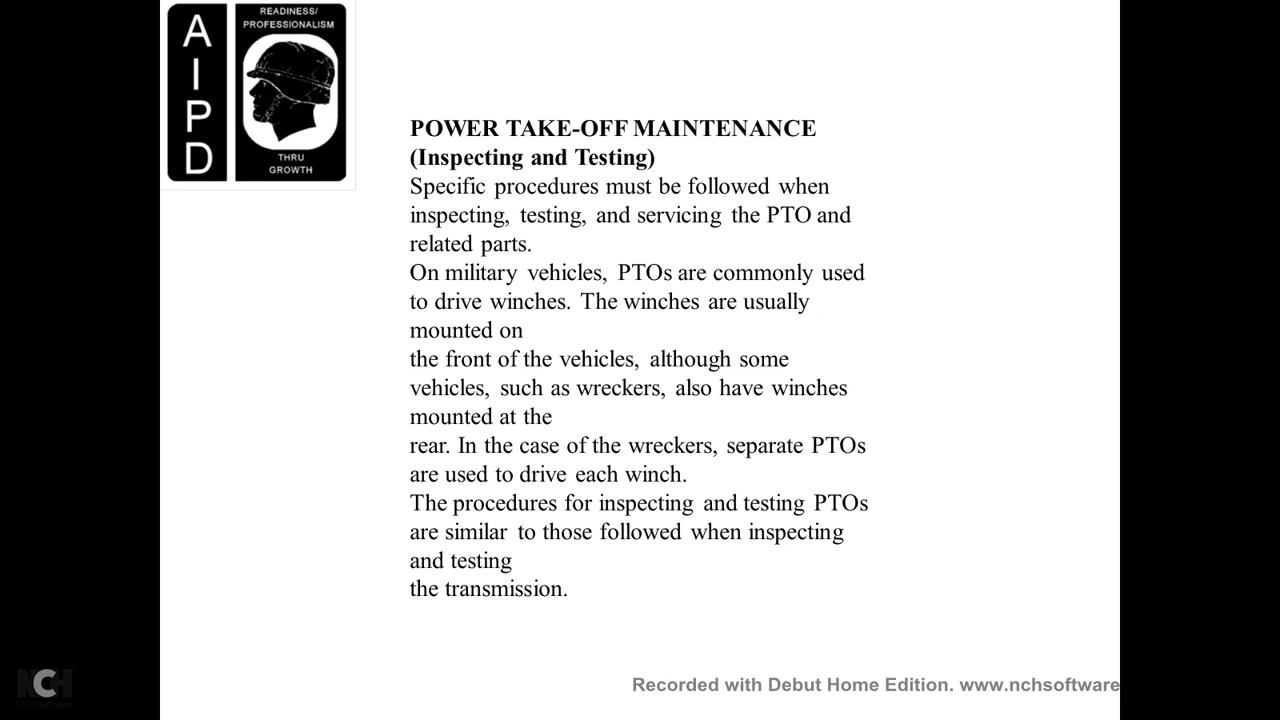 READINESS/
PROFESSIONALISM
A
I
P
D
THRU
GROWTH
POWER TAKE-OFF MAINTENANCE
(Inspecting and Testing)
Specific procedures must be followed when
inspecting, testing, and servicing the PTO and
related parts.
On military vehicles, PTOs are commonly used
to drive winches. The winches are usually
mounted on
the front of the vehicles, although some
vehicles, such as wreckers, also have winches
mounted at the
rear. In the case of the wreckers, separate PTOs
are used to drive each winch.
The procedures for inspecting and testing PTOs
are similar to those followed when inspecting
and testing
the transmission.
NCH
NCH Software
Recorded with Debut Home Edition. www.nchsoftware